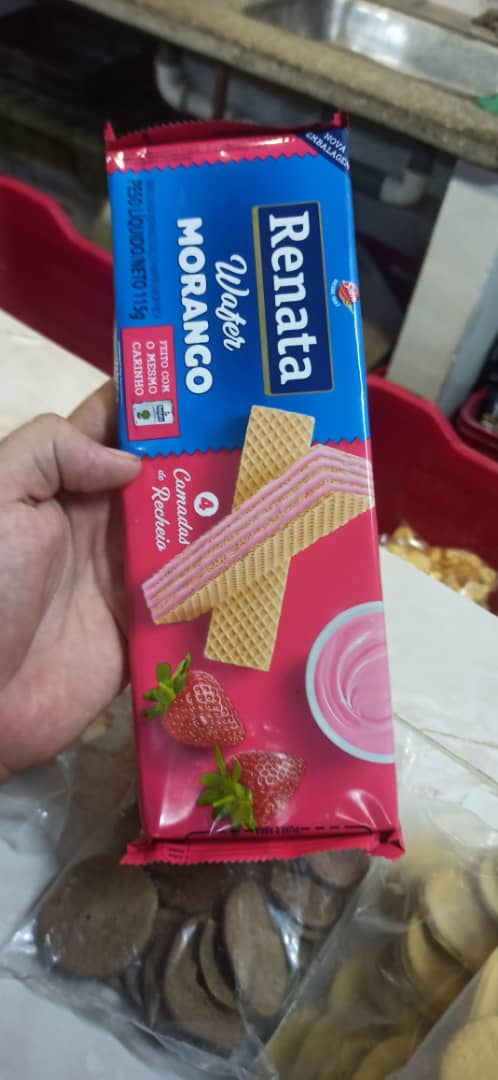 NOVA
EMBALAGEM
Renata
Wafer
MORANGO
PESO LÍQUIDO/NETO 115g
FEITO COM
O MESMO
CARINHO
4
Camadas
de Recheio